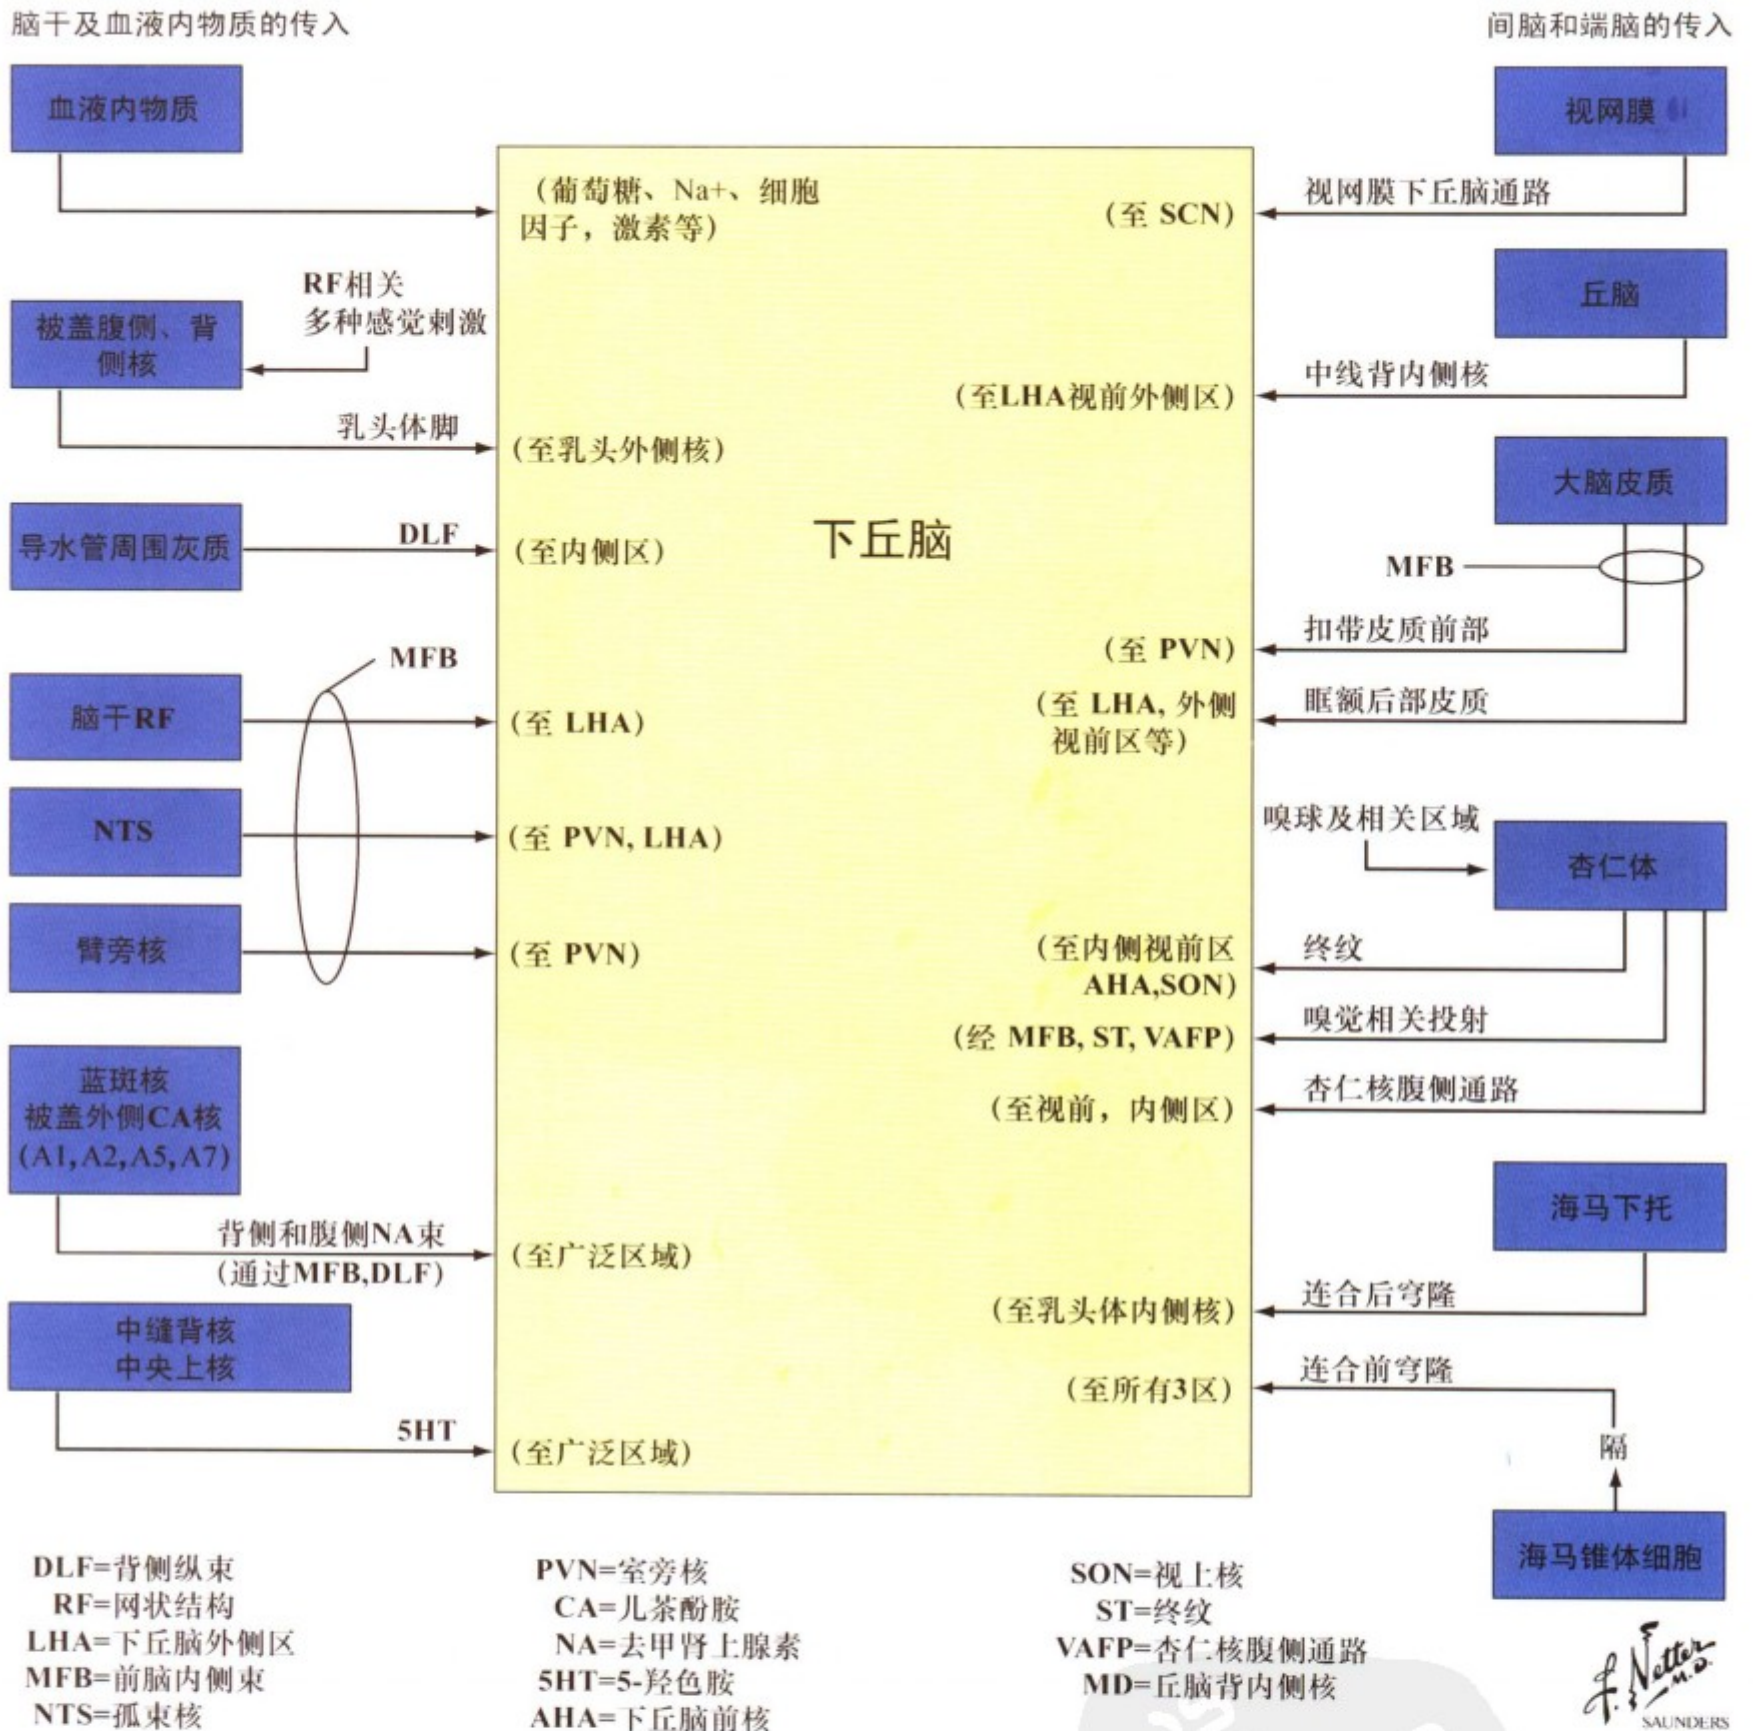 脑干及血液内物质的传入
间脑和端脑的传入
血液内物质
(葡萄糖、Na+、细胞
因子，激素等)
RF相关
多种感觉刺激
被盖腹侧、背
侧核
乳头体脚
(至乳头外侧核)
导水管周围灰质
DLF
(至内侧区)
MFB
脑干RF
(至 LHA)
NTS
(至 PVN, LHA)
臂旁核
(至 PVN)
蓝斑核
被盖外侧CA核
(A1,A2,A5,A7)
背侧和腹侧NA束
(通过MFB,DLF)
(至广泛区域)
中缝背核
中央上核
5HT
(至广泛区域)
下丘脑
视网膜
视网膜下丘脑通路
(至 SCN)
丘脑
中线背内侧核
(至LHA视前外侧区)
大脑皮质
MFB
扣带皮质前部
(至 PVN)
眶额后部皮质
(至 LHA, 外侧
视前区等)
嗅球及相关区域
杏仁体
终纹
(至内侧视前区
AHA,SON)
嗅觉相关投射
(经 MFB, ST, VAFP)
杏仁核腹侧通路
(至视前，内侧区)
海马下托
连合后穹隆
(至乳头体内侧核)
连合前穹隆
(至所有3区)
隔
海马锥体细胞
DLF=背侧纵束
RF=网状结构
LHA=下丘脑外侧区
MFB=前脑内侧束
NTS=孤束核
PVN=室旁核
CA=儿茶酚胺
NA=去甲肾上腺素
5HT=5-羟色胺
AHA=下丘脑前核
SON=视上核
ST=终纹
VAFP=杏仁核腹侧通路
MD=丘脑背内侧核
f. Netter
M.D.
SAUNDERS